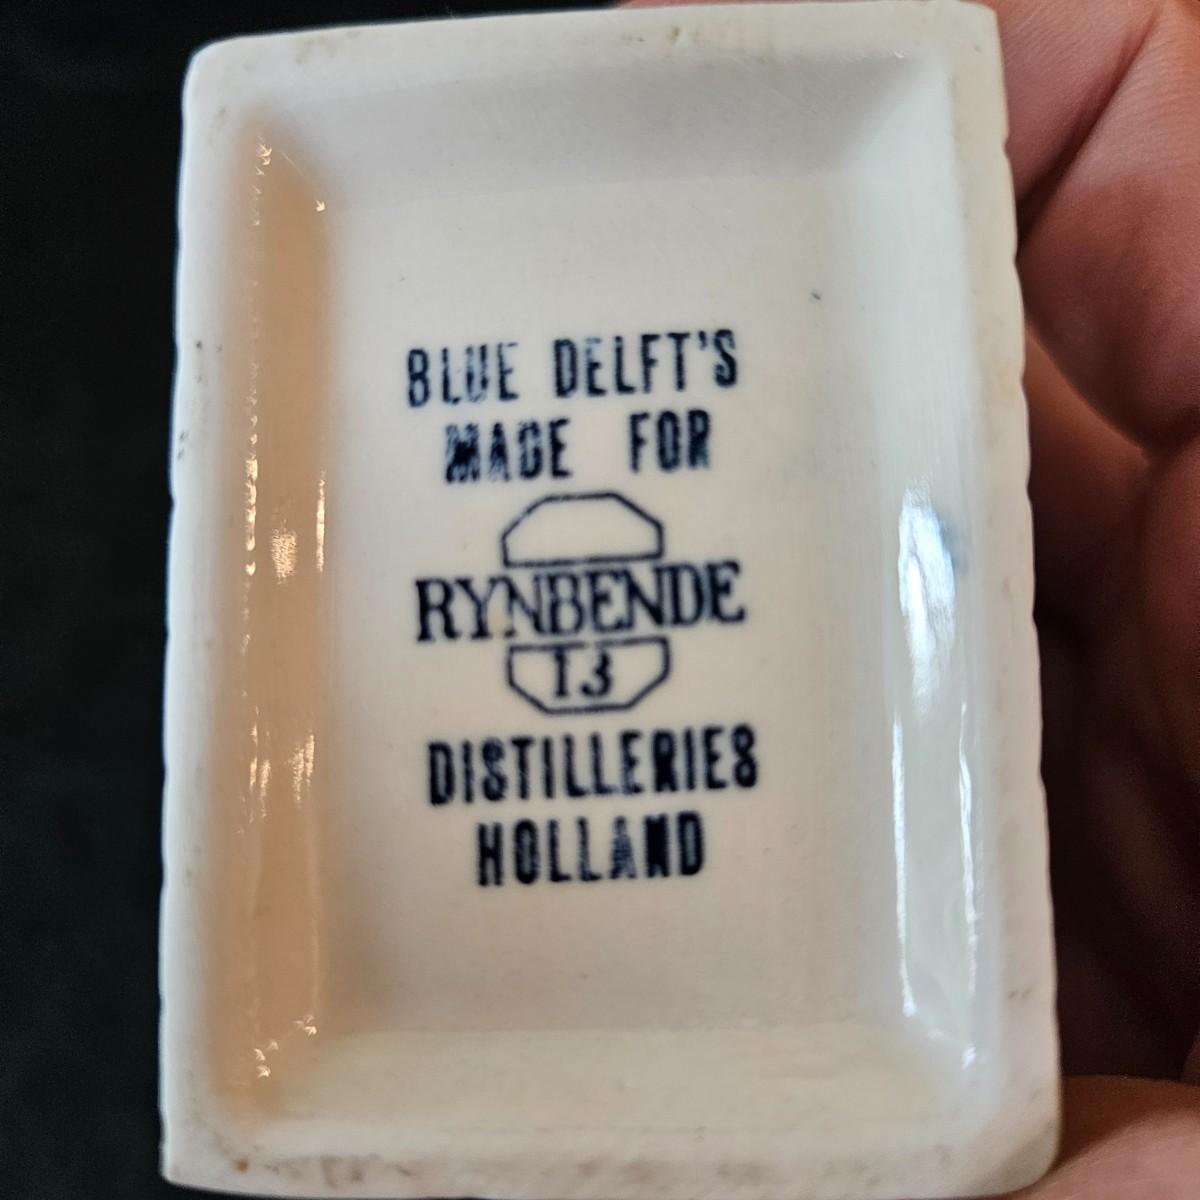 BLUE DELFT'S
MADE FOR
RYNBENDE
13
DISTILLERIES
HOLLAND